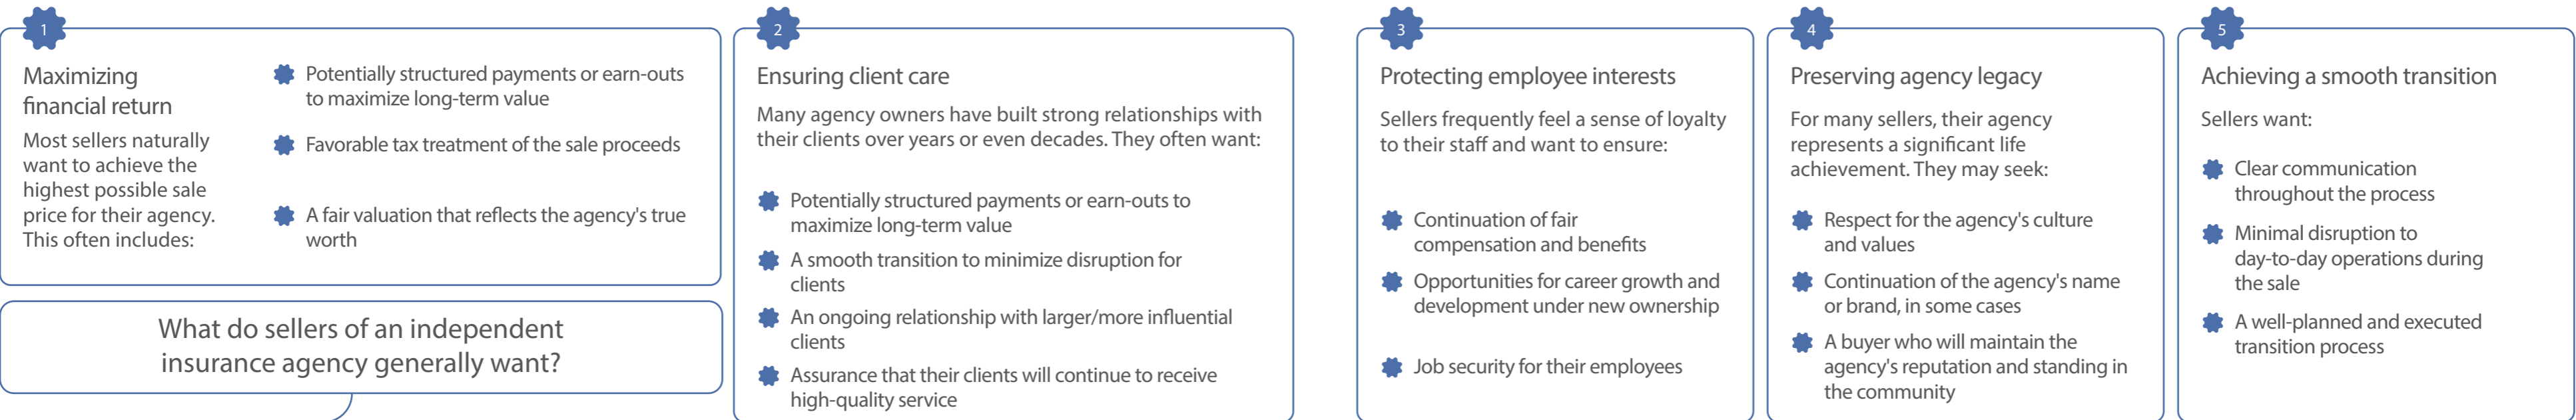 1
Maximizing
financial return
Most sellers naturally
want to achieve the
highest possible sale
price for their agency.
This often includes:
Potentially structured payments or earn-outs
to maximize long-term value
Favorable tax treatment of the sale proceeds
A fair valuation that reflects the agency's true
worth
What do sellers of an independent
insurance agency generally want?
2
Ensuring client care
Many agency owners have built strong relationships with
their clients over years or even decades. They often want:
Potentially structured payments or earn-outs to
maximize long-term value
A smooth transition to minimize disruption for
clients
An ongoing relationship with larger/more influential
clients
Assurance that their clients will continue to receive
high-quality service
3
Protecting employee interests
Sellers frequently feel a sense of loyalty
to their staff and want to ensure:
Continuation of fair
compensation and benefits
Opportunities for career growth and
development under new ownership
Job security for their employees
4
Preserving agency legacy
For many sellers, their agency
represents a significant life
achievement. They may seek:
Respect for the agency's culture
and values
Continuation of the agency's name
or brand, in some cases
A buyer who will maintain the
agency's reputation and standing in
the community
5
Achieving a smooth transition
Sellers want:
Clear communication
throughout the process
Minimal disruption to
day-to-day operations during
the sale
A well-planned and executed
transition process